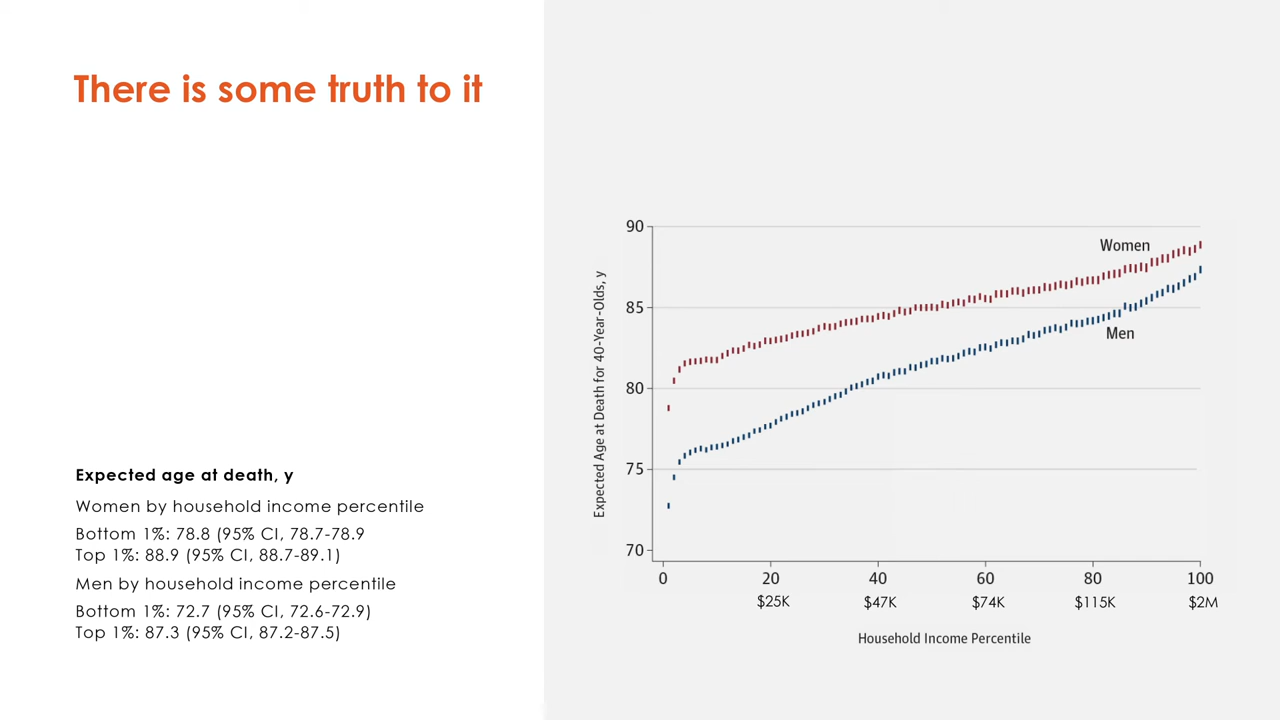 There is some truth to it
Expected age at death, y
Women by household income percentile
Bottom 1%: 78.8 (95% CI, 78.7-78.9
Top 1%: 88.9 (95% CI, 88.7-89.1)
Men by household income percentile
Bottom 1%: 72.7 (95% CI, 72.6-72.9)
Top 1%: 87.3 (95% CI, 87.2-87.5)
Expected Age at Death for 40-Year-Olds, y
90
85
80
75
70
Women
Men
0 20 40 60 80 100
$25K $47K $74K $115K $2M
Household Income Percentile